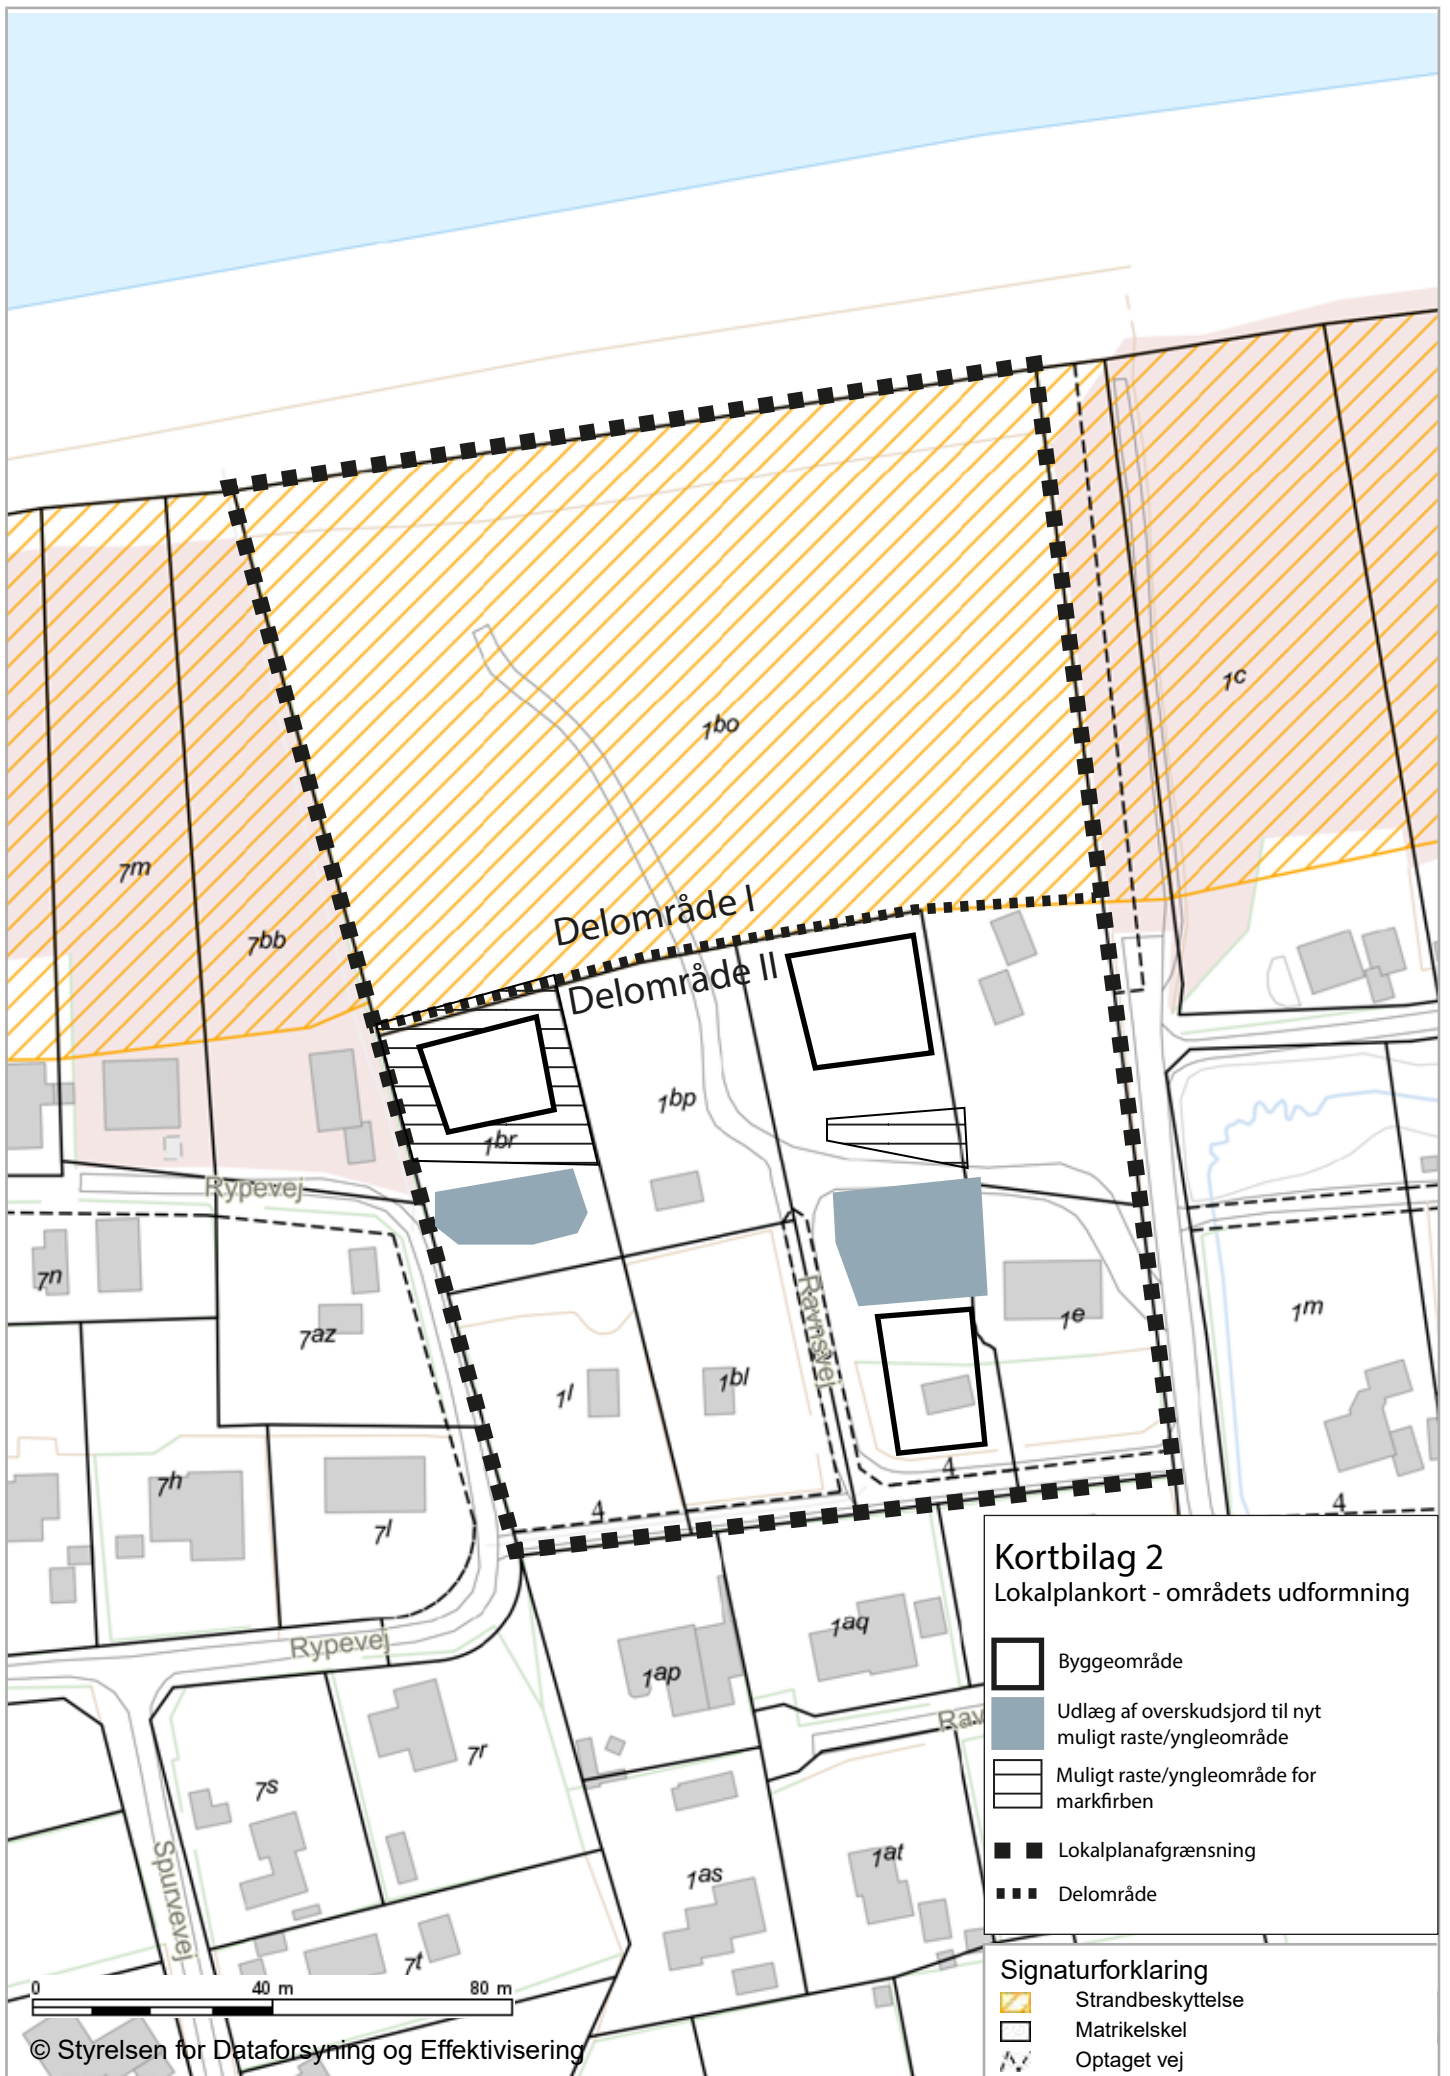 1bo
1c
7m
7bb
Delområde I
Delområde II
1bp
1br
Rypevej
7n
7az
Ravnsvej
1e
1m
1l
1bl
4
4
4
7h
7l
Rypevej
1ap
1aq
Rav
7r
7s
Spurvevej
1as
1at
7t
Kortbilag 2
Lokalplankort - områdets udformning
Byggeområde
Udlæg af overskudsjord til nyt
muligt raste/yngleområde
Muligt raste/yngleområde for
markfirben
Lokalplanafgrænsning
Delområde
Signaturforklaring
Strandbeskyttelse
Matrikelskel
Optaget vej
0 40 m 80 m
© Styrelsen for Dataforsyning og Effektivisering